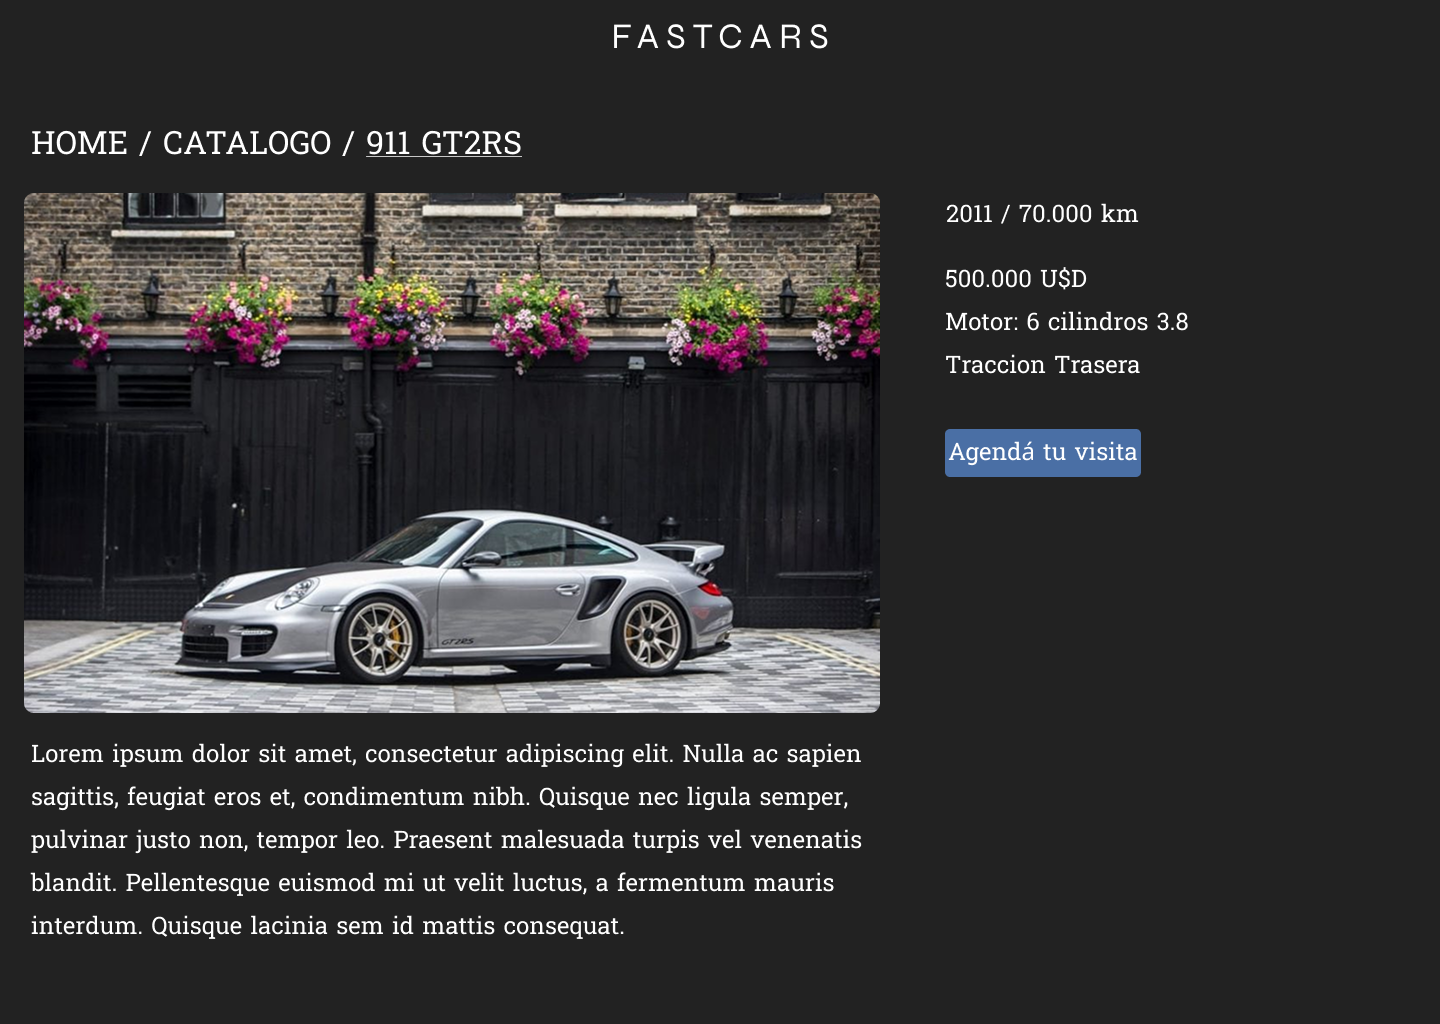 FASTCARS
HOME / CATALOGO / 911 GT2RS
2011 / 70.000 km
500.000 U$D
Motor: 6 cilindros 3.8
Traccion Trasera
Agendá tu visita
GT2RS
Lorem ipsum dolor sit amet, consectetur adipiscing elit. Nulla ac sapien
sagittis, feugiat eros et, condimentum nibh. Quisque nec ligula semper,
pulvinar justo non, tempor leo. Praesent malesuada turpis vel venenatis
blandit. Pellentesque euismod mi ut velit luctus, a fermentum mauris
interdum. Quisque lacinia sem id mattis consequat.